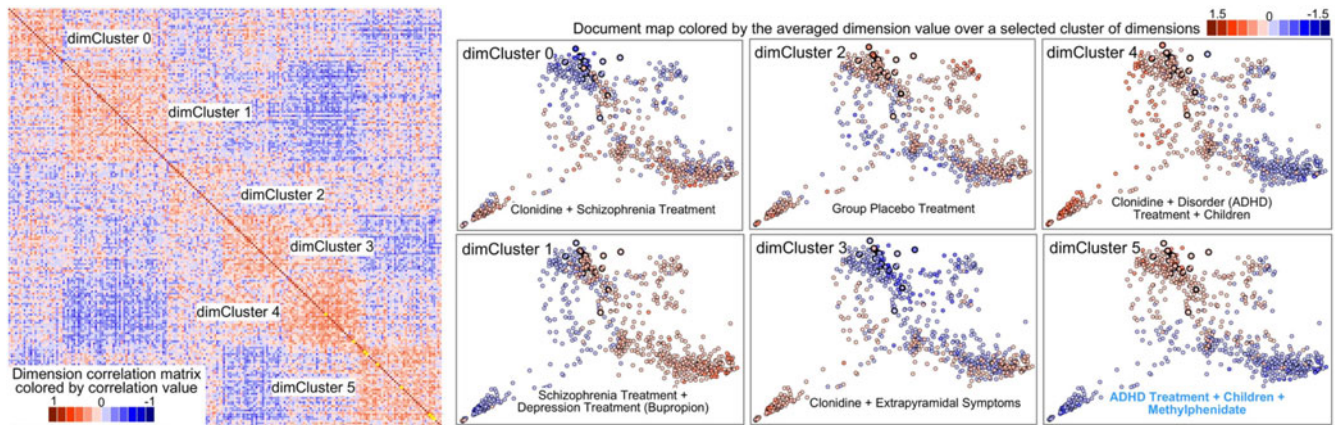 dimCluster 0
dimCluster 1
dimCluster 2
dimCluster 3
dimCluster 4
dimCluster 5
Dimension correlation matrix
colored by correlation value
1 0 -1
Document map colored by the averaged dimension value over a selected cluster of dimensions
1.5 0 -1.5
dimCluster 0
Clonidine + Schizophrenia Treatment
dimCluster 2
Group Placebo Treatment
dimCluster 4
Clonidine + Disorder (ADHD)
Treatment + Children
dimCluster 1
Schizophrenia Treatment +
Depression Treatment (Bupropion)
dimCluster 3
Clonidine + Extrapyramidal Symptoms
dimCluster 5
ADHD Treatment + Children +
Methylphenidate